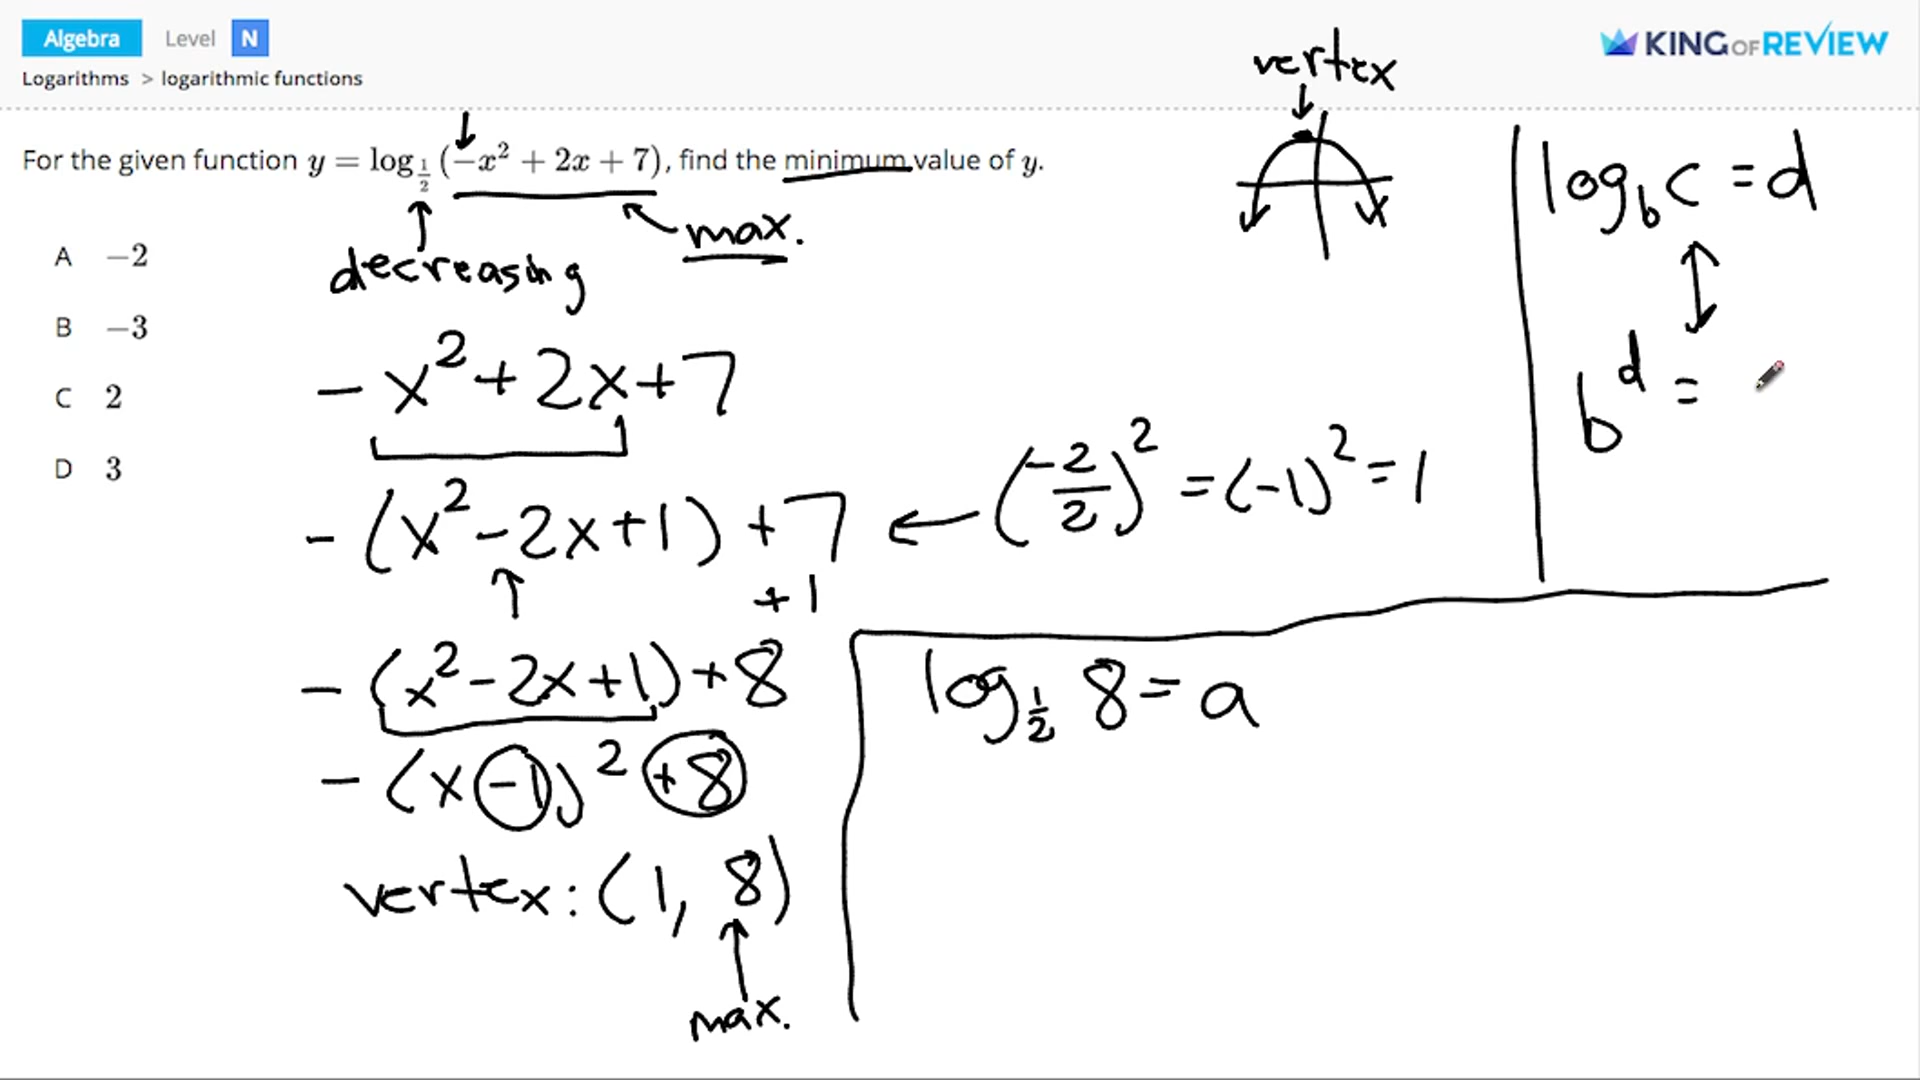 Algebra Level N
KINGOFREVIEW
Logarithms > logarithmic functions
vertex
For the given function y = log_{1/2}(−x² + 2x + 7), find the minimum value of y.
max.
decreasing
A −2
B −3
C 2
D 3
- x² + 2x + 7
- (x² - 2x + 1) + 7 ← (-2/2)² = (-1)² = 1
+ 1
- (x² - 2x + 1) + 8
- (x - 1)² + 8
vertex: (1, 8)
max.
log_b c = d
b^d =
log_{1/2} 8 = a